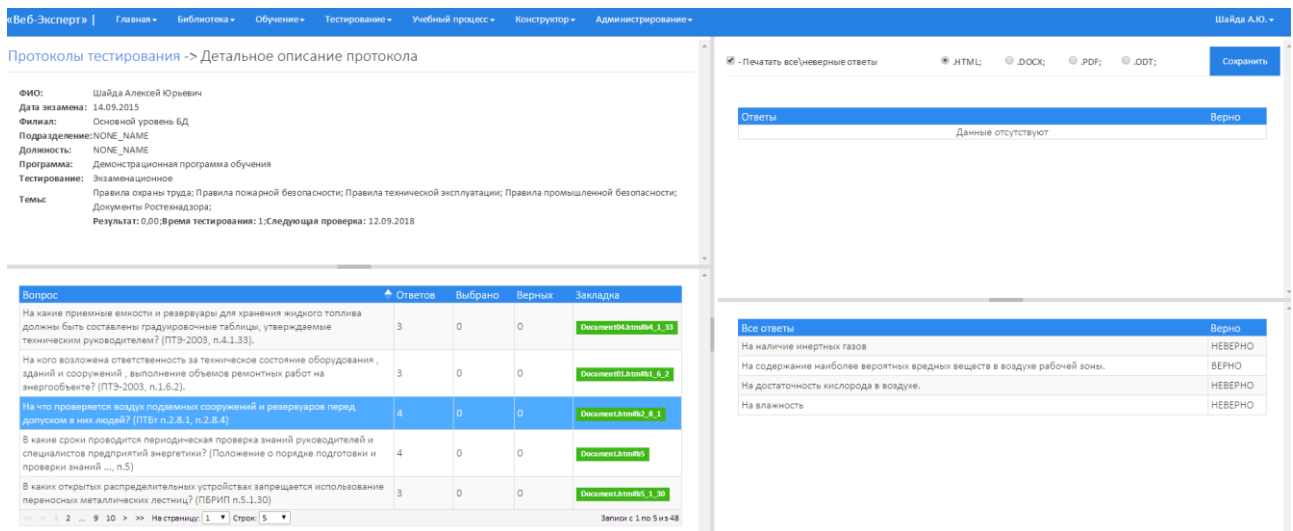 «Веб-Эксперт» | Главная Библиотека Обучение Тестирование Учебный процесс Конструктор Администрирование Шайда А.Ю.
Протоколы тестирования -> Детальное описание протокола
ФИО: Шайда Алексей Юрьевич
Дата экзамена: 14.09.2015
Филиал: Основной уровень БД
Подразделение: NONE_NAME
Должность: NONE_NAME
Программа: Демонстрационная программа обучения
Тестирование: Экзаменационное
Темы: Правила охраны труда; Правила пожарной безопасности; Правила технической эксплуатации; Правила промышленной безопасности;
Документы Ростехнадзора;
Результат: 0,00;Время тестирования: 1;Следующая проверка: 12.09.2018
- Печатать все\неверные ответы .HTML; .DOCX; .PDF; .ODT; Сохранить
Ответы Верно
Данные отсутствуют
Вопрос Ответов Выбрано Верных Закладка
На какие приемные емкости и резервуары для хранения жидкого топлива
должны быть составлены градуировочные таблицы, утверждаемые
техническим руководителем? (ПТЭ-2003, п.4.1.33).
3 0 0 Document04.htm#b4_1_33
На кого возложена ответственность за техническое состояние оборудования ,
зданий и сооружений , выполнение объемов ремонтных работ на
энергообъекте? (ПТЭ-2003, п.1.6.2).
3 0 0 Document01.htm#b1_6_2
На что проверяется воздух подземных сооружений и резервуаров перед
допуском в них людей? (ПТБт п.2.8.1, п.2.8.4)
4 0 0 Document.htm#b2_8_1
В какие сроки проводится периодическая проверка знаний руководителей и
специалистов предприятий энергетики? (Положение о порядке подготовки и
проверки знаний ..., п.5)
4 0 0 Document.htm#b5
В каких открытых распределительных устройствах запрещается использование
переносных металлических лестниц? (ПБРИП п.5.1.30)
3 0 0 Document.htm#b5_1_30
<< < 1 2 ... 9 10 > >> На страницу: 1 Строк: 5 Записи с 1 по 5 из 48
Все ответы Верно
На наличие инертных газов НЕВЕРНО
На содержание наиболее вероятных вредных веществ в воздухе рабочей зоны. ВЕРНО
На достаточность кислорода в воздухе. НЕВЕРНО
На влажность НЕВЕРНО